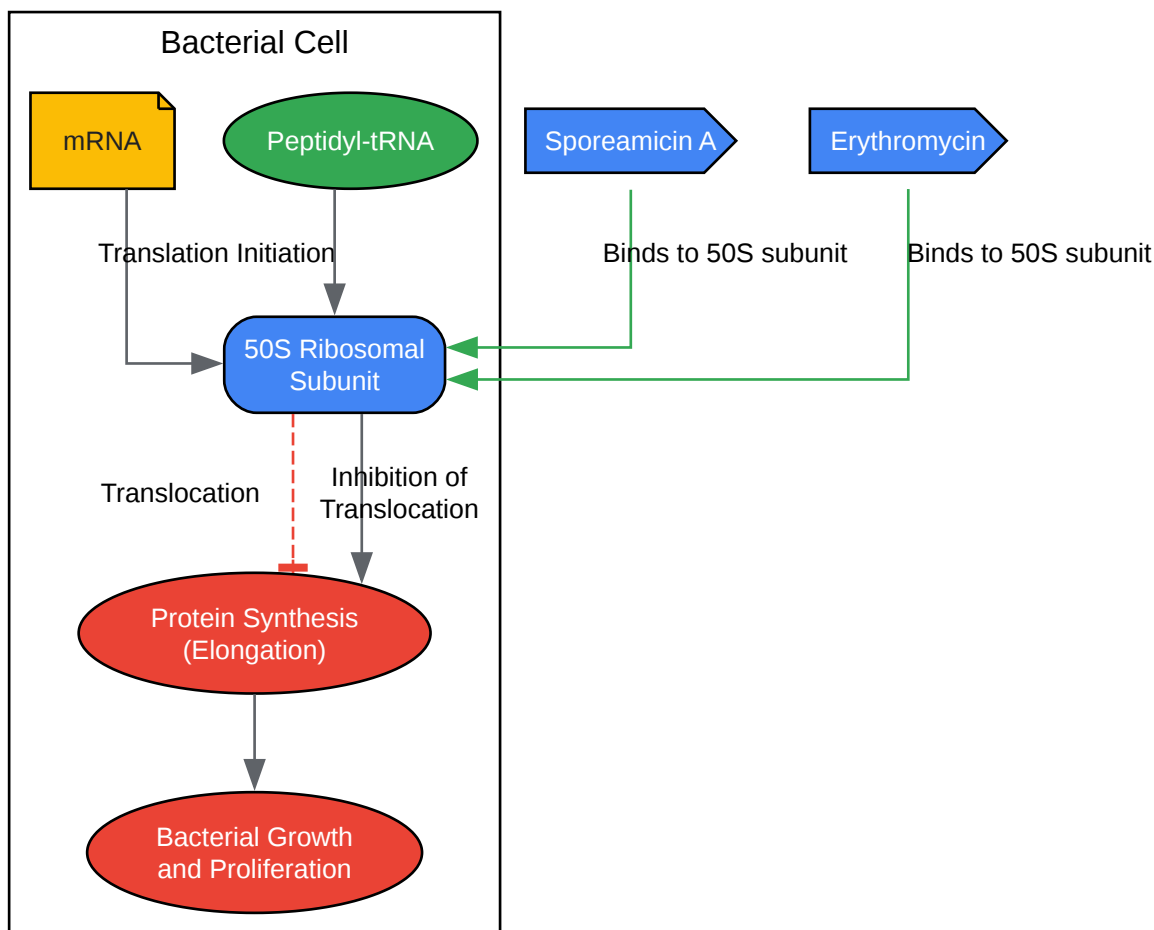 Bacterial Cell
mRNA
Peptidyl-tRNA
Sporeamicin A
Erythromycin
Translation Initiation
Binds to 50S subunit
Binds to 50S subunit
50S Ribosomal
Subunit
Translocation
Inhibition of
Translocation
Protein Synthesis
(Elongation)
Bacterial Growth
and Proliferation